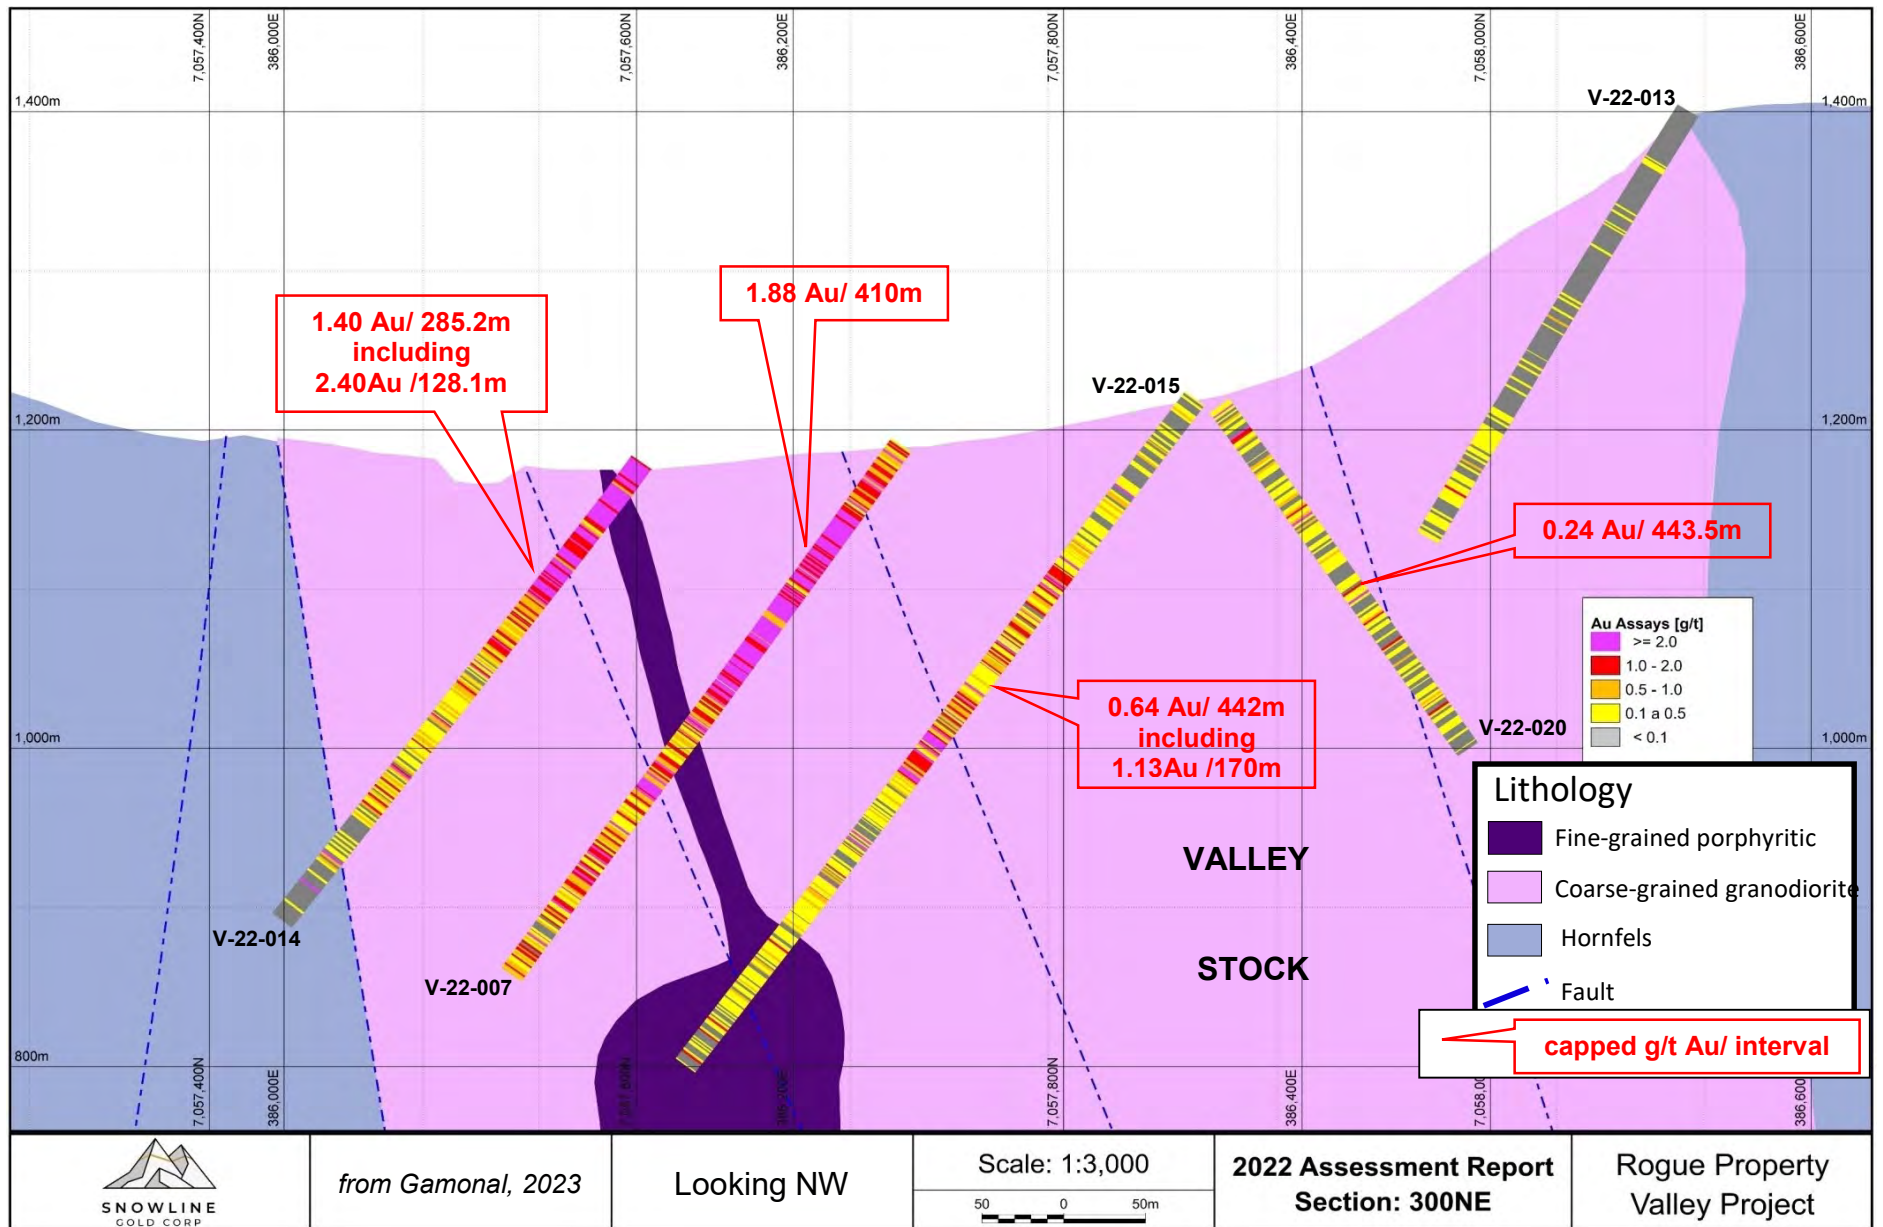 7,057,400N
386,000E
7,057,600N
386,200E
7,057,800N
386,400E
7,058,000N
386,600E
1,400m
V-22-013
1,400m
1.40 Au/ 285.2m
including
2.40Au /128.1m
1.88 Au/ 410m
V-22-015
1,200m
1,200m
0.24 Au/ 443.5m
Au Assays [g/t]
>= 2.0
1.0 - 2.0
0.5 - 1.0
0.1 a 0.5
< 0.1
0.64 Au/ 442m
including
1.13Au /170m
V-22-020
1,000m
1,000m
Lithology
Fine-grained porphyritic
Coarse-grained granodiorite
Hornfels
Fault
VALLEY
STOCK
V-22-014
V-22-007
capped g/t Au/ interval
800m
7,057,400N
386,000E
7,057,600N
386,200E
7,057,800N
386,400E
386,600
SNOWLINE
GOLD CORP
from Gamonal, 2023
Looking NW
Scale: 1:3,000
50 0 50m
2022 Assessment Report
Section: 300NE
Rogue Property
Valley Project